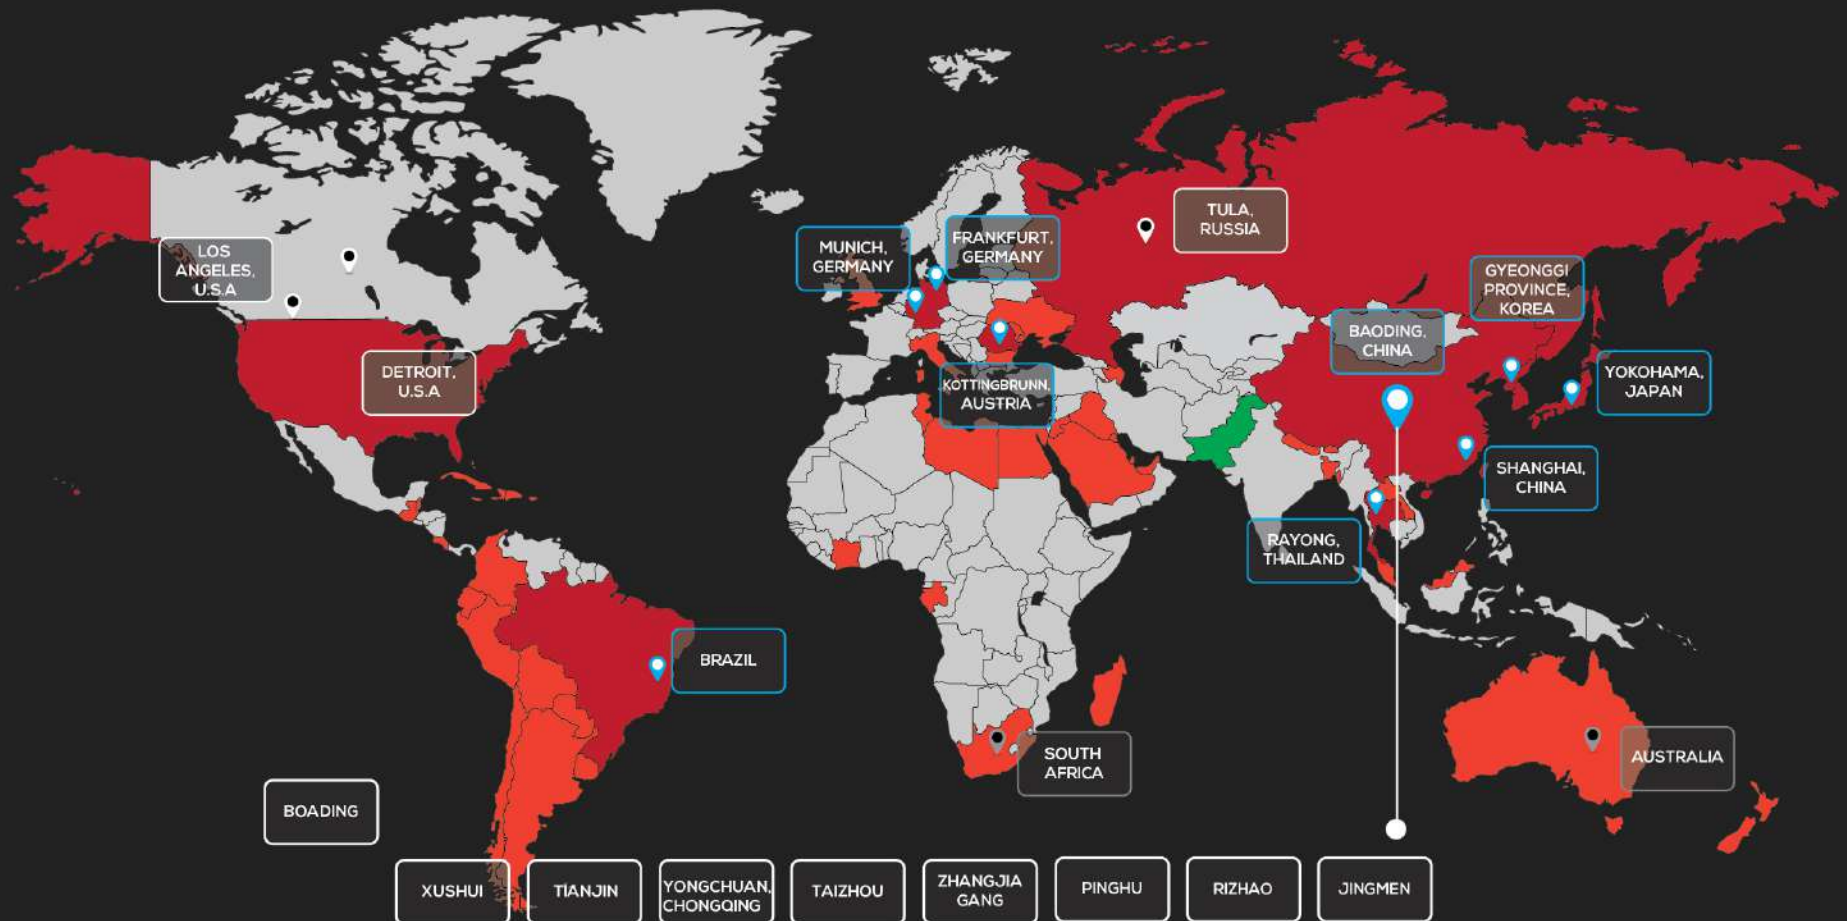 LOS
ANGELES,
U.S.A
DETROIT,
U.S.A
MUNICH,
GERMANY
FRANKFURT,
GERMANY
TULA,
RUSSIA
KOTTINGBRUNN,
AUSTRIA
BAODING,
CHINA
GYEONGGI
PROVINCE,
KOREA
YOKOHAMA,
JAPAN
SHANGHAI,
CHINA
RAYONG,
THAILAND
BRAZIL
SOUTH
AFRICA
AUSTRALIA
BOADING
XUSHUI
TIANJIN
YONGCHUAN,
CHONGQING
TAIZHOU
ZHANGJIA
GANG
PINGHU
RIZHAO
JINGMEN